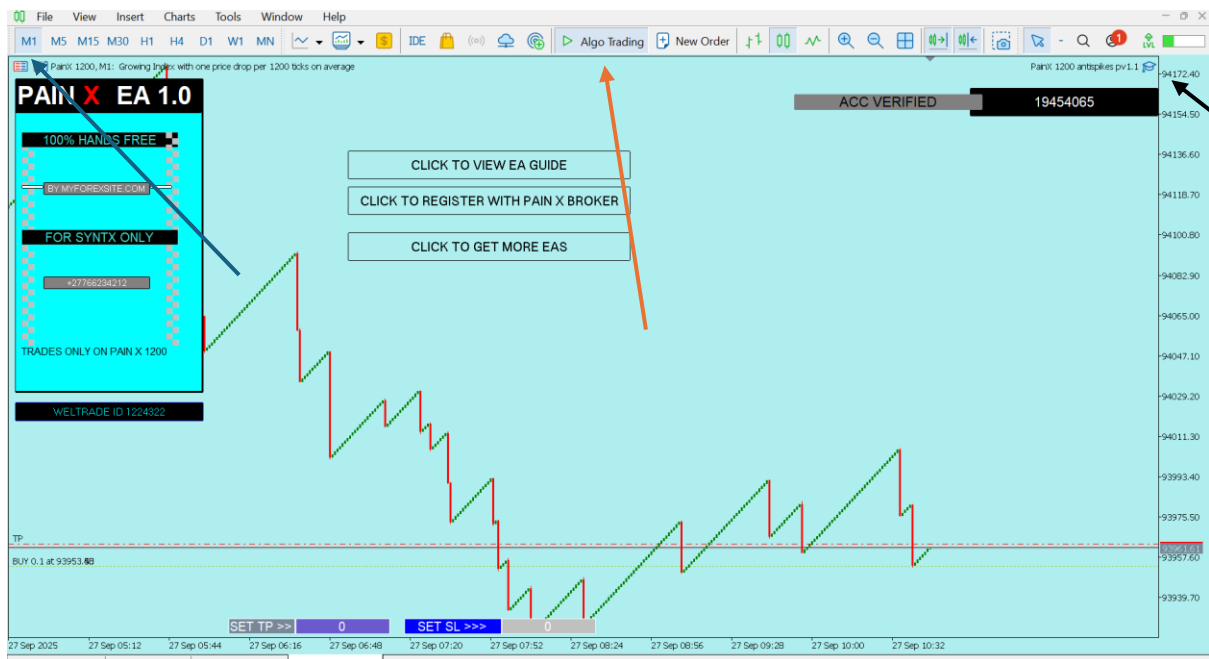 File View Insert Charts Tools Window Help
M1 M5 M15 M30 H1 H4 D1 W1 MN $ IDE Algo Trading New Order 1 LVL
PainX 1200, M1: Growing Index with one price drop per 1200 ticks on average
PainX 1200 antispikes pv1.1
PAIN X EA 1.0
100% HANDS FREE
BY MYFOREXSITE.COM
FOR SYNTX ONLY
+27766234212
TRADES ONLY ON PAIN X 1200
WELTRADE ID 1224322
ACC VERIFIED 19454065
CLICK TO VIEW EA GUIDE
CLICK TO REGISTER WITH PAIN X BROKER
CLICK TO GET MORE EAS
94172.40
94154.50
94136.60
94118.70
94100.80
94082.90
94065.00
94047.10
94029.20
94011.30
93993.40
93975.50
93957.60
93939.70
TP
BUY 0.1 at
SET TP >> 0 SET SL >>> 0
27 Sep 2025 27 Sep 05:12 27 Sep 05:44 27 Sep 06:16 27 Sep 06:48 27 Sep 07:20 27 Sep 07:52 27 Sep 08:24 27 Sep 08:56 27 Sep 09:28 27 Sep 10:00 27 Sep 10:32